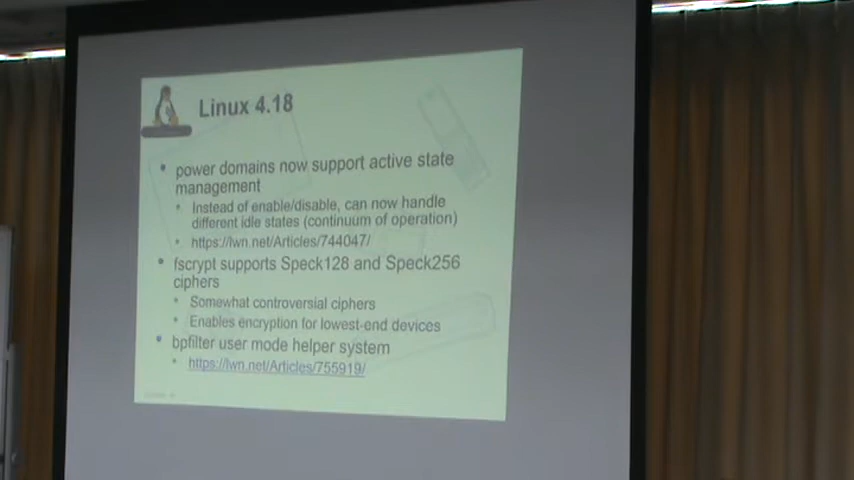 Linux 4.18
• power domains now support active state
management
• Instead of enable/disable, can now handle
different idle states (continuum of operation)
• https://lwn.net/Articles/744047/
• fscrypt supports Speck128 and Speck256
ciphers
• Somewhat controversial ciphers
• Enables encryption for lowest-end devices
• bpfilter user mode helper system
• https://lwn.net/Articles/755919/